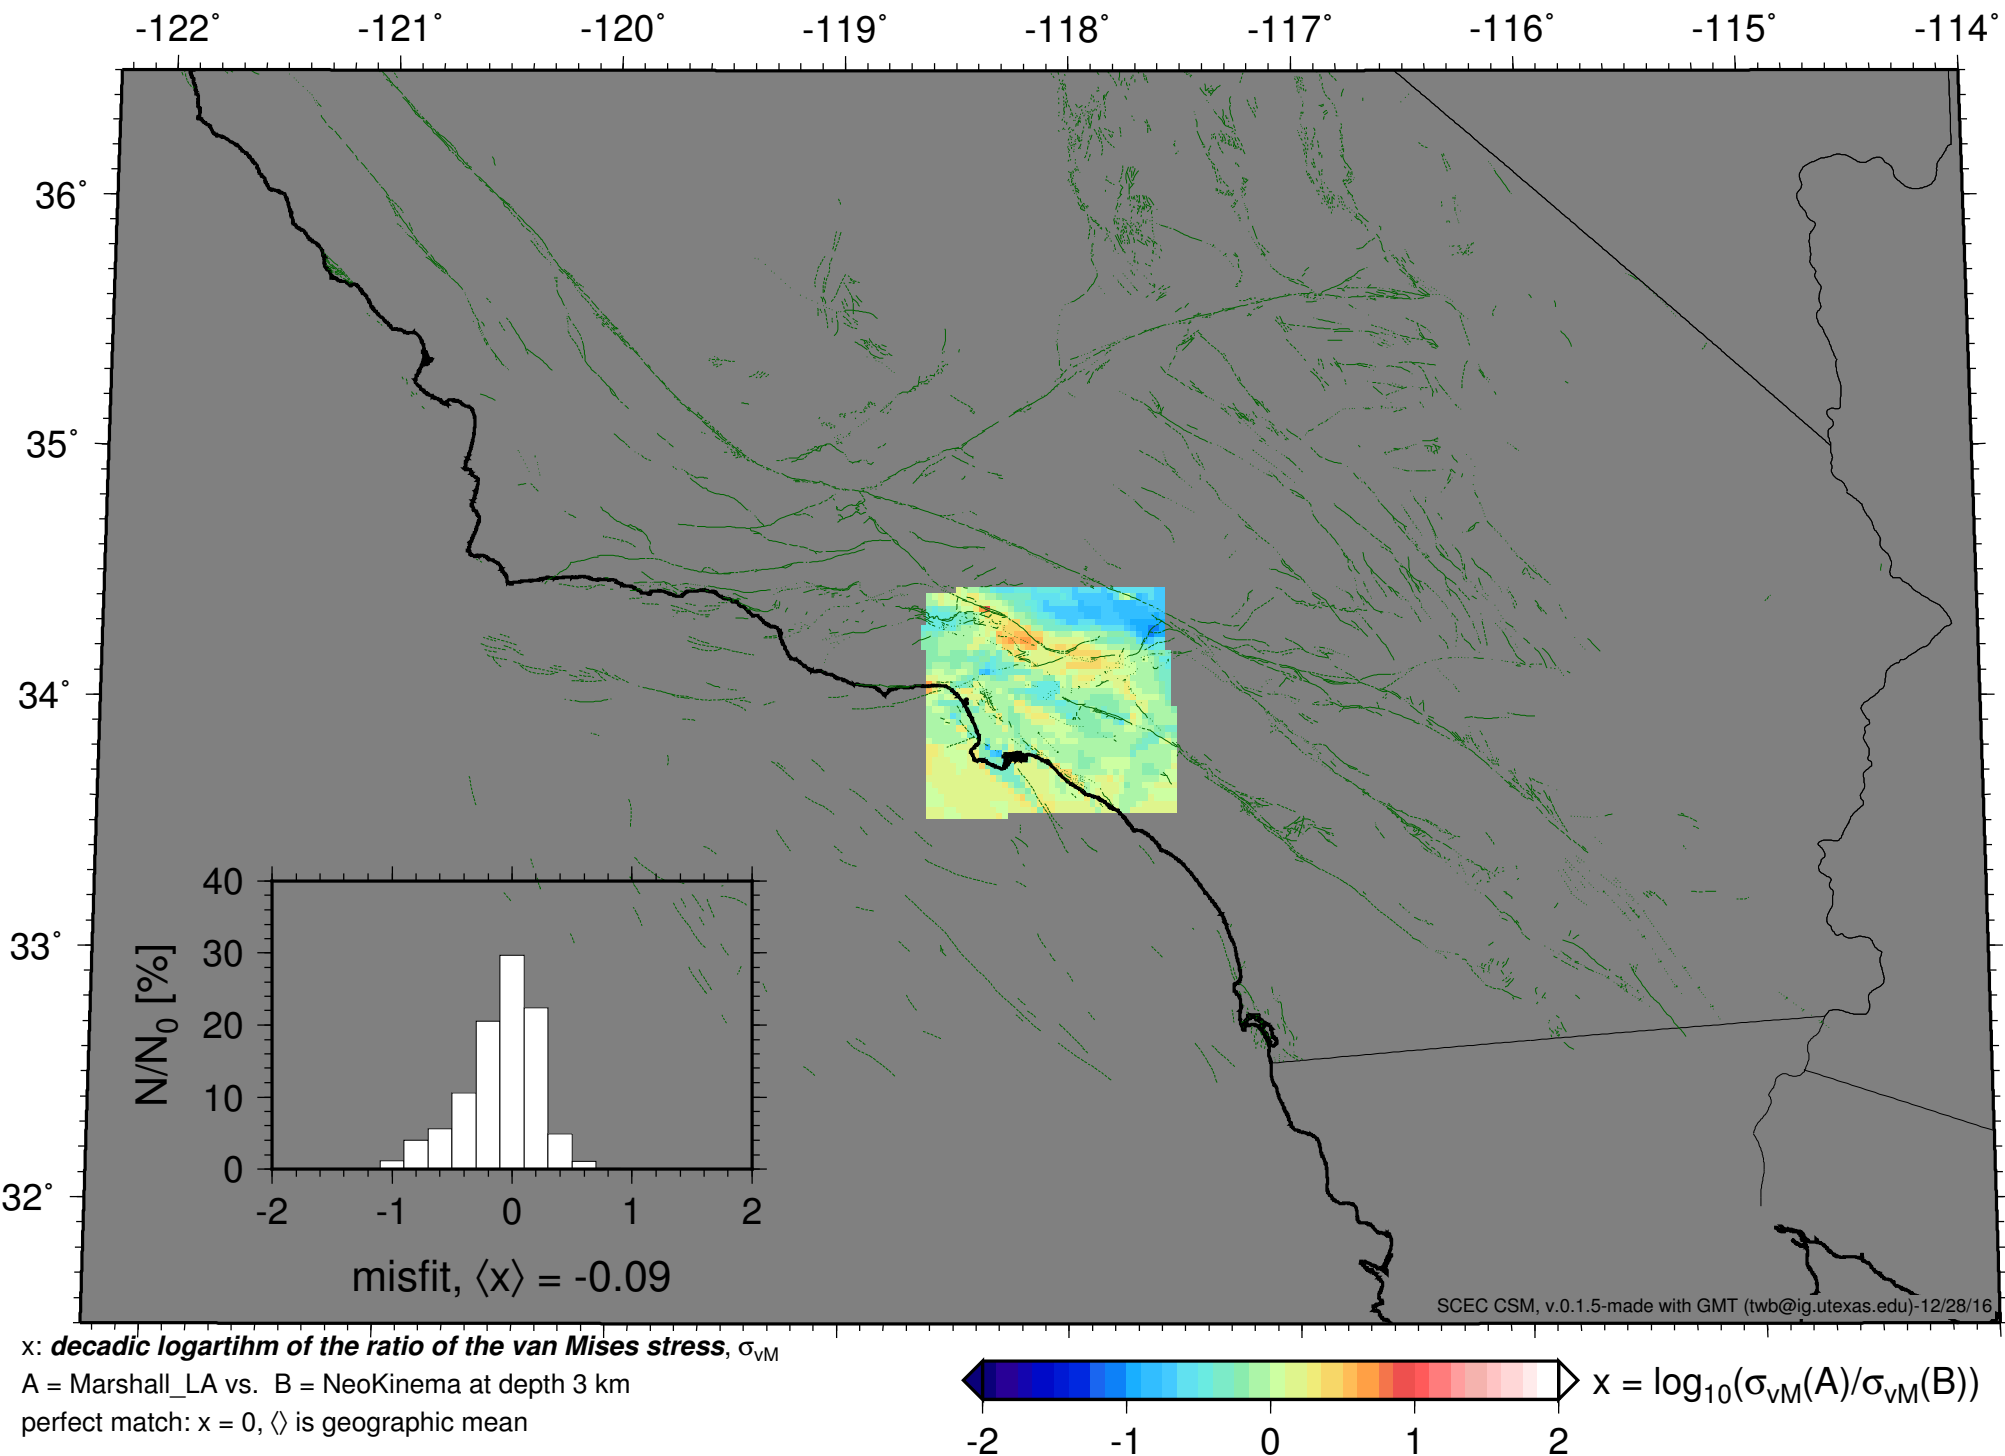 -122° -121° -120° -119° -118° -117° -116° -115° -114°
36°
35°
34°
33°
32°
40
30
20
10
0
N/N0 [%]
-2 -1 0 1 2
misfit, ⟨x⟩ = -0.09
SCEC CSM, v.0.1.5-made with GMT (twb@ig.utexas.edu)-12/28/16
x: decadic logartihm of the ratio of the van Mises stress, σvM
A = Marshall_LA vs. B = NeoKinema at depth 3 km
perfect match: x = 0, ⟨⟩ is geographic mean
x = log10(σvM(A)/σvM(B))
-2 -1 0 1 2